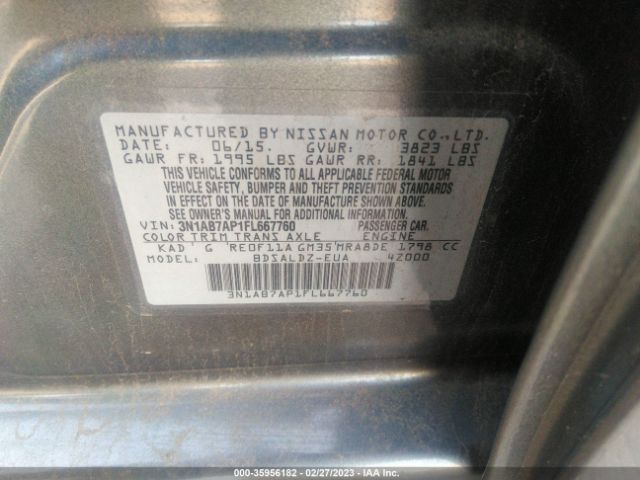 MANUFACTURED BY NISSAN MOTOR CO.,LTD.
DATE: 06/15. GVWR: 3823 LBS
GAWR FR: 1995 LBS GAWR RR: 1841 LBS
THIS VEHICLE CONFORMS TO ALL APPLICABLE FEDERAL MOTOR
VEHICLE SAFETY, BUMPER AND THEFT PREVENTION STANDARDS
IN EFFECT ON THE DATE OF MANUFACTURE SHOWN ABOVE.
SEE OWNER'S MANUAL FOR ADDITIONAL INFORMATION.
VIN: 3N1AB7AP1FL667760 PASSENGER CAR.
COLOR TRIM TRANS AXLE ENGINE
KAD G RE0F11A GM35 MRA8DE 1798 CC
MODEL: BDSALDZ-EUA 4Z000
3N1AB7AP1FL667760
000-35956182 - 02/27/2023 - IAA Inc.